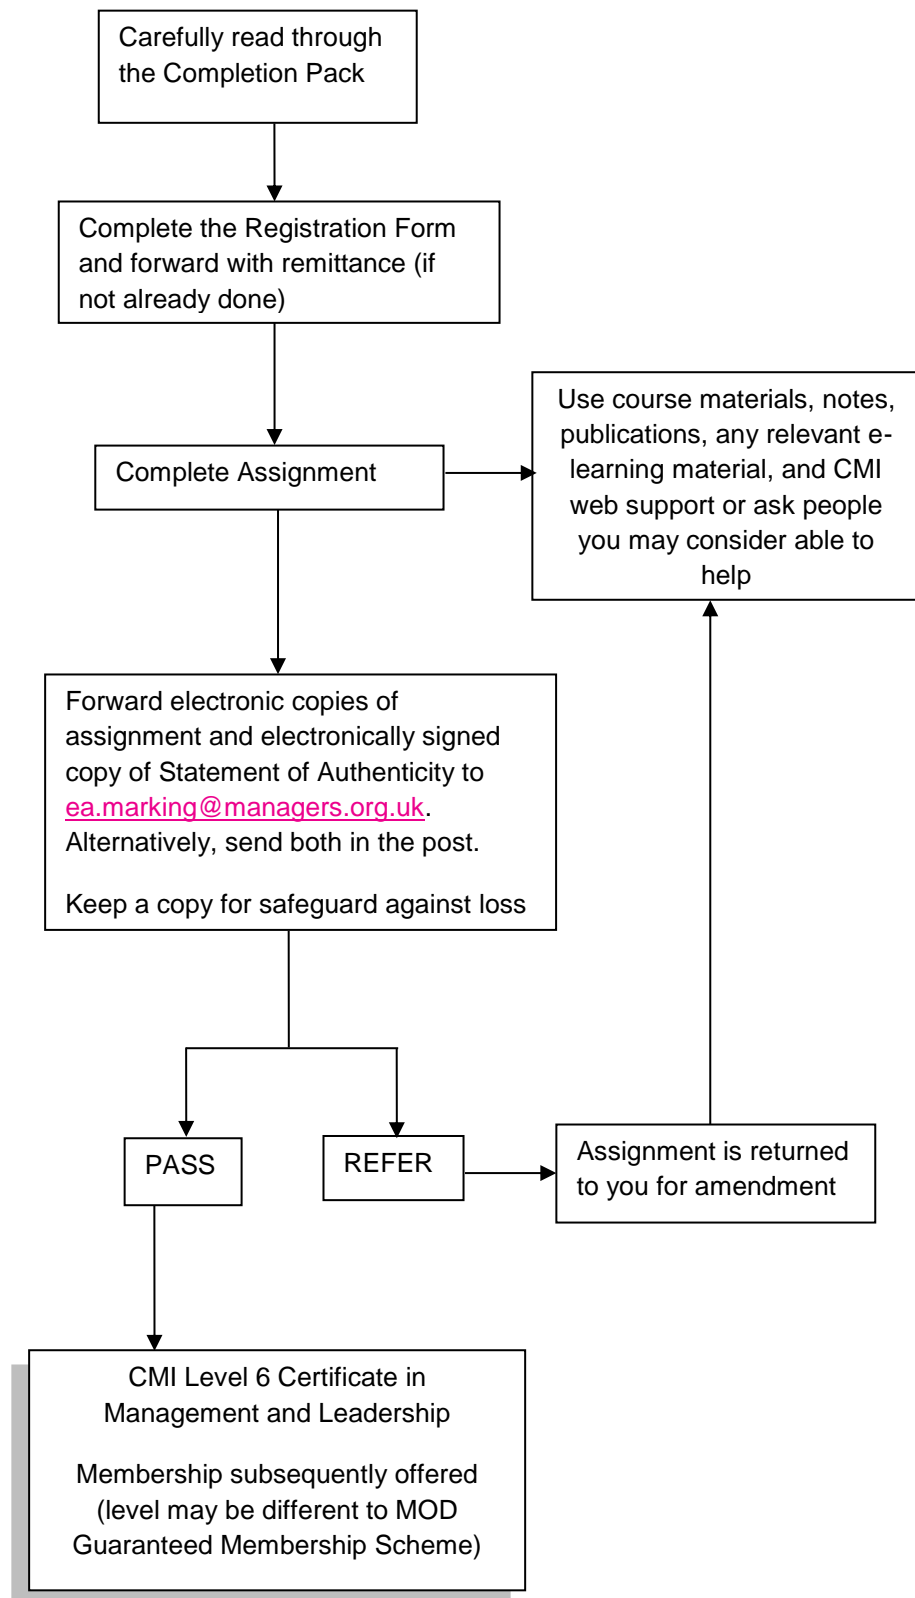 Carefully read through
the Completion Pack
Complete the Registration Form
and forward with remittance (if
not already done)
Complete Assignment
Use course materials, notes,
publications, any relevant e-
learning material, and CMI
web support or ask people
you may consider able to
help
Forward electronic copies of
assignment and electronically signed
copy of Statement of Authenticity to
ea.marking@managers.org.uk.
Alternatively, send both in the post.
Keep a copy for safeguard against loss
PASS
REFER
Assignment is returned
to you for amendment
CMI Level 6 Certificate in
Management and Leadership
Membership subsequently offered
(level may be different to MOD
Guaranteed Membership Scheme)